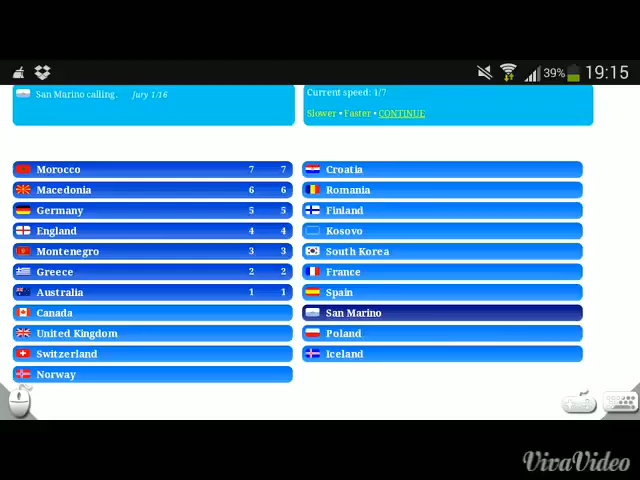 39% 19:15
San Marino calling. Jury 1/16
Current speed: 1/7
Slower • Faster • CONTINUE
Morocco 7 7
Macedonia 6 6
Germany 5 5
England 4 4
Montenegro 3 3
Greece 2 2
Australia 1 1
Canada
United Kingdom
Switzerland
Norway
Croatia
Romania
Finland
Kosovo
South Korea
France
Spain
San Marino
Poland
Iceland
VivaVideo